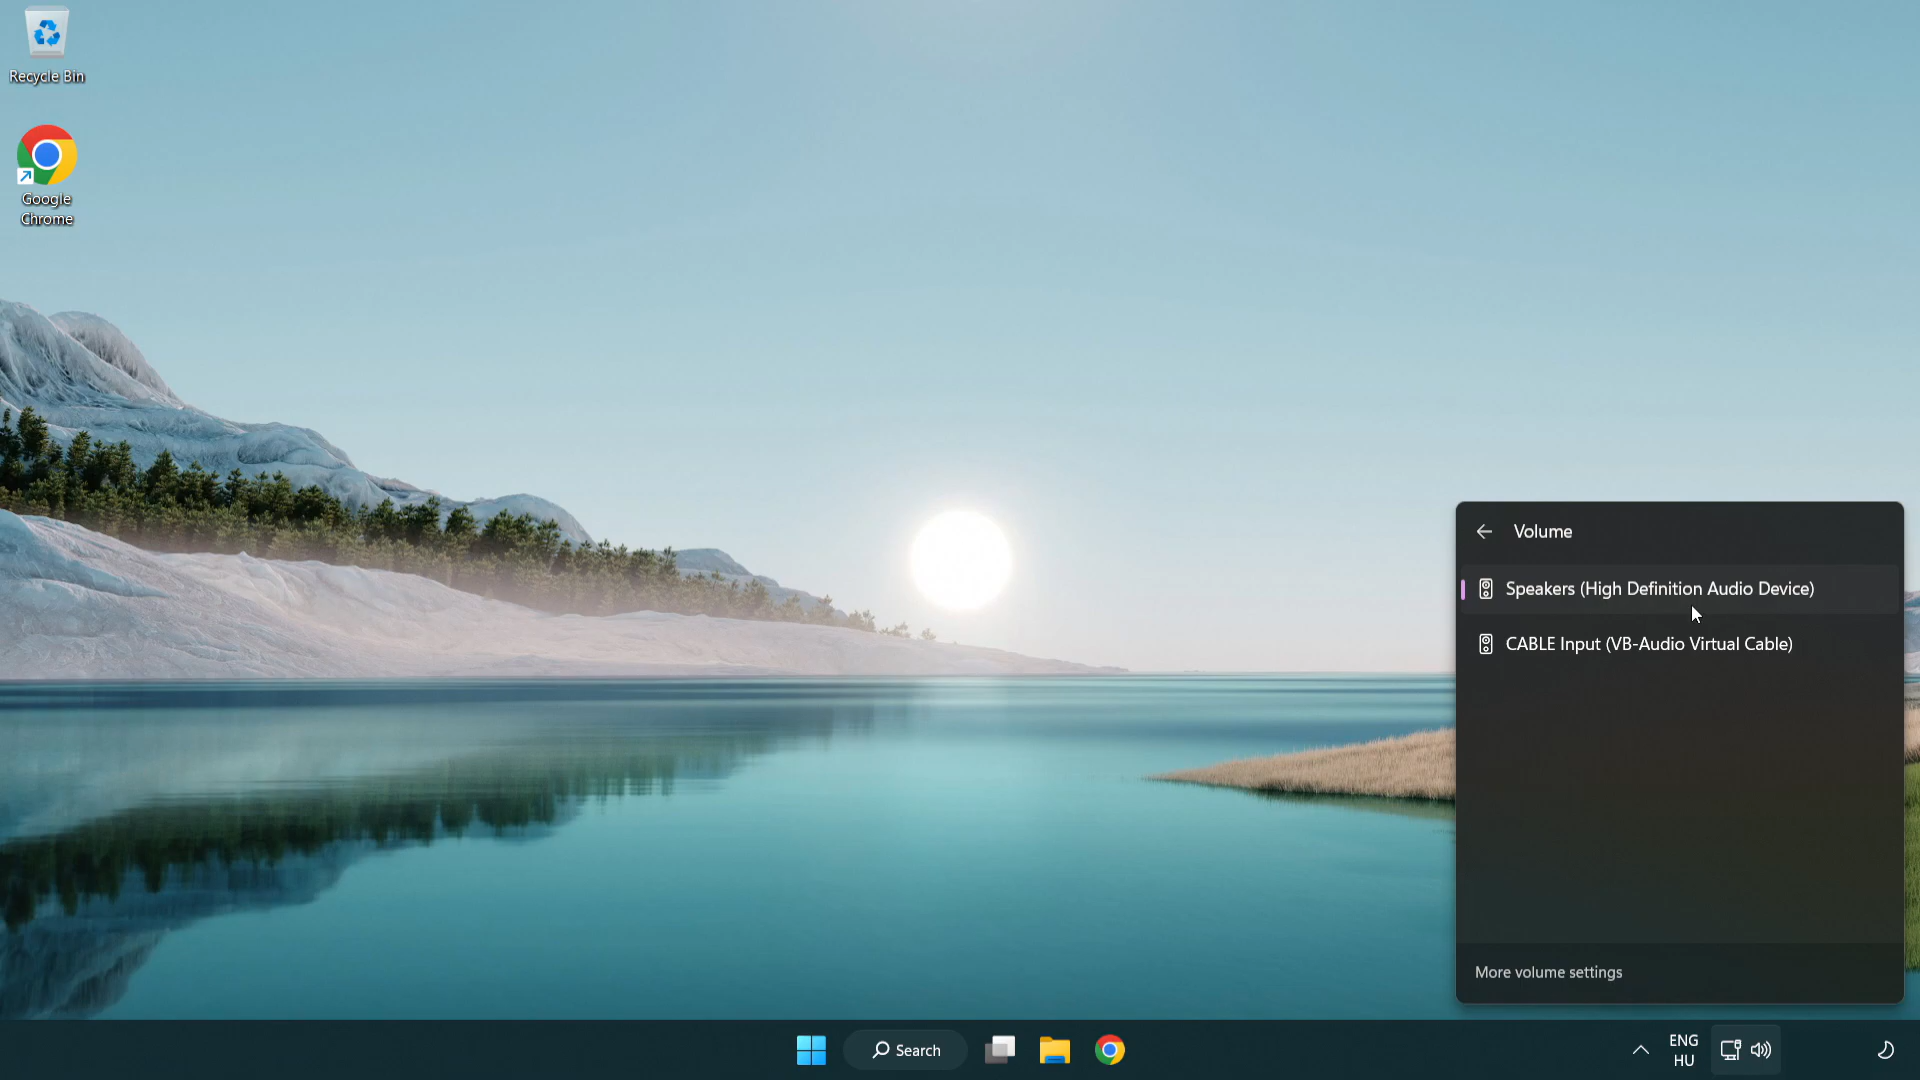 Recycle Bin
Google
Chrome
Volume
Speakers (High Definition Audio Device)
CABLE Input (VB-Audio Virtual Cable)
More volume settings
Search
ENG
HU